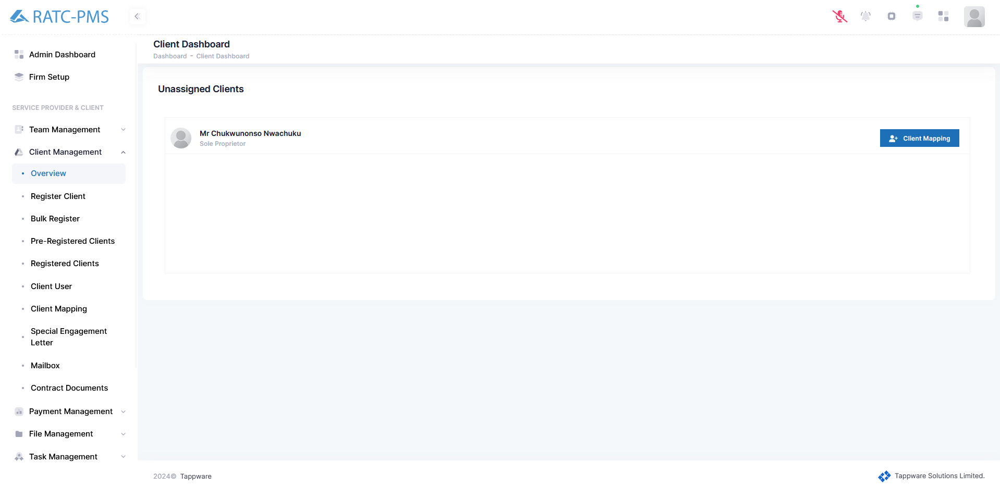 RATC-PMS
Client Dashboard
Dashboard - Client Dashboard
Admin Dashboard
Firm Setup
SERVICE PROVIDER & CLIENT
Team Management
Client Management
Overview
Register Client
Bulk Register
Pre-Registered Clients
Registered Clients
Client User
Client Mapping
Special Engagement
Letter
Mailbox
Contract Documents
Payment Management
File Management
Task Management
Unassigned Clients
Mr Chukwunonso Nwachuku
Sole Proprietor
Client Mapping
2024© Tappware
Tappware Solutions Limited.